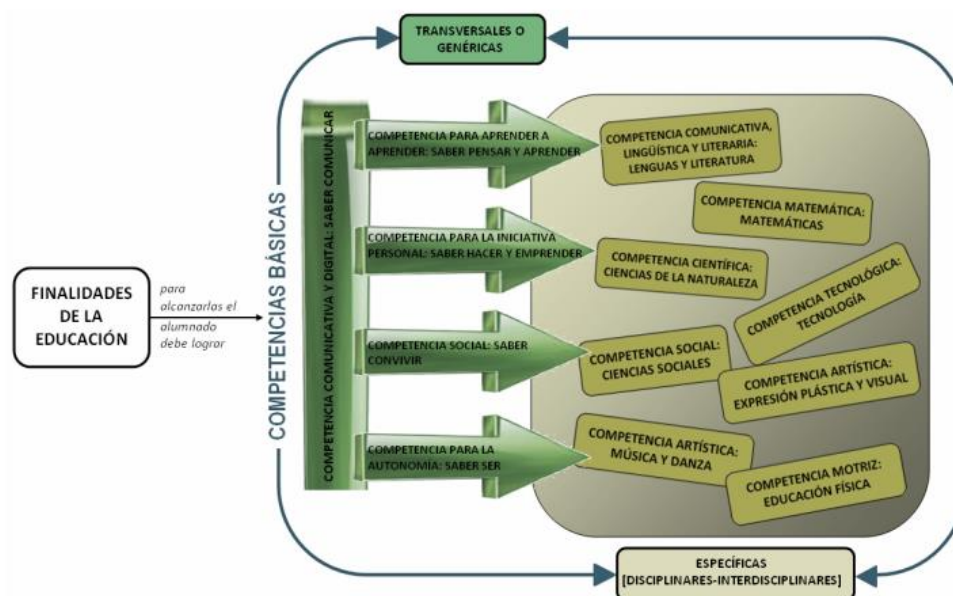 TRANSVERSALES O
GENÉRICAS
FINALIDADES
DE LA
EDUCACIÓN
para
alcanzarlas el
alumnado
debe lograr
COMPETENCIAS BÁSICAS
COMPETENCIA COMUNICATIVA Y DIGITAL: SABER COMUNICAR
COMPETENCIA PARA APRENDER A
APRENDER: SABER PENSAR Y APRENDER
COMPETENCIA PARA LA INICIATIVA
PERSONAL: SABER HACER Y EMPRENDER
COMPETENCIA SOCIAL: SABER
CONVIVIR
COMPETENCIA PARA LA
AUTONOMÍA: SABER SER
COMPETENCIA COMUNICATIVA,
LINGÜÍSTICA Y LITERARIA:
LENGUAS Y LITERATURA
COMPETENCIA MATEMÁTICA:
MATEMÁTICAS
COMPETENCIA CIENTÍFICA:
CIENCIAS DE LA NATURALEZA
COMPETENCIA TECNOLÓGICA:
TECNOLOGÍA
COMPETENCIA SOCIAL:
CIENCIAS SOCIALES
COMPETENCIA ARTÍSTICA:
EXPRESIÓN PLÁSTICA Y VISUAL
COMPETENCIA ARTÍSTICA:
MÚSICA Y DANZA
COMPETENCIA MOTRIZ:
EDUCACIÓN FÍSICA
ESPECÍFICAS
[DISCIPLINARES-INTERDISCIPLINARES]